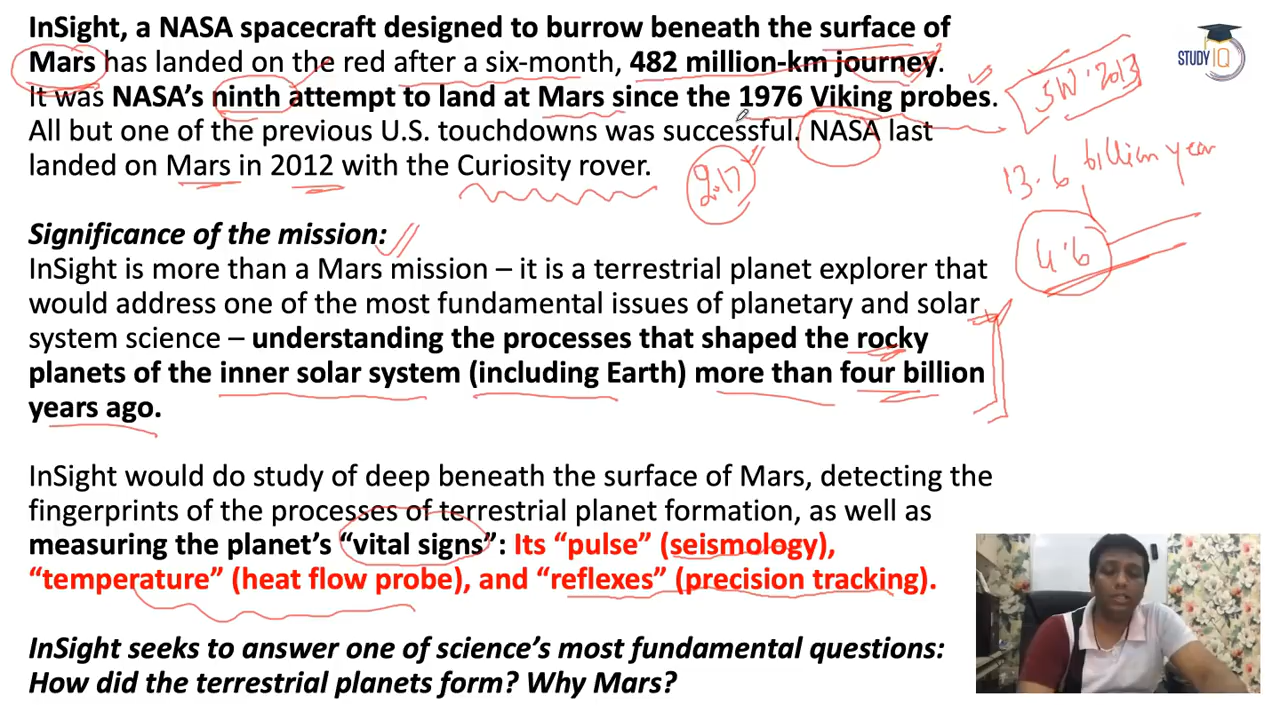 InSight, a NASA spacecraft designed to burrow beneath the surface of
Mars has landed on the red after a six-month, 482 million-km journey.
It was NASA's ninth attempt to land at Mars since the 1976 Viking probes.
All but one of the previous U.S. touchdowns was successful. NASA last
landed on Mars in 2012 with the Curiosity rover.
Significance of the mission:
InSight is more than a Mars mission – it is a terrestrial planet explorer that
would address one of the most fundamental issues of planetary and solar
system science – understanding the processes that shaped the rocky
planets of the inner solar system (including Earth) more than four billion
years ago.
InSight would do study of deep beneath the surface of Mars, detecting the
fingerprints of the processes of terrestrial planet formation, as well as
measuring the planet's “vital signs”: Its “pulse” (seismology),
“temperature” (heat flow probe), and “reflexes” (precision tracking).
InSight seeks to answer one of science's most fundamental questions:
How did the terrestrial planets form? Why Mars?
STUDY IQ
2013
13.6 billion year
4.6